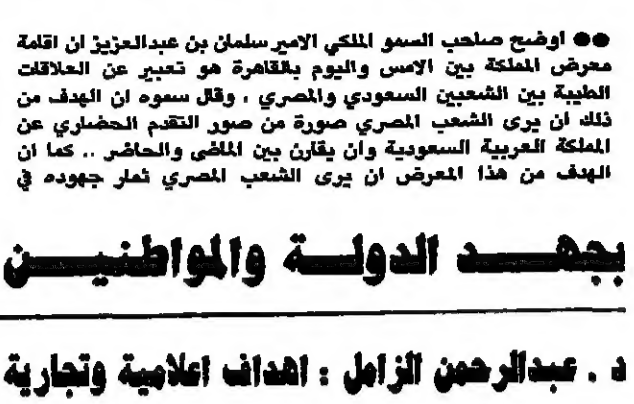 ●● اوضح صاحب السمو الملكي الامير سلمان بن عبدالعزيز ان اقامة
معرض المملكة بين الامس واليوم بالقاهرة هو تعبير عن العلاقات
الطيبة بين الشعبين السعودي والمصري ، وقال سموه ان الهدف من
ذلك ان يرى الشعب المصري صورة من صور التقدم الحضاري عن
المملكة العربية السعودية وان يقارن بين الماضى والحاضر .. كما ان
الهدف من هذا المعرض ان يرى الشعب المصري ثمار جهوده في
بجهد الدولة والمواطنين
د . عبدالرحمن الزامل : اهداف اعلامية وتجارية